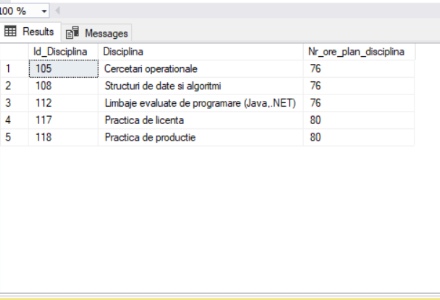 100 %
Results Messages
Id_Disciplina Disciplina Nr_ore_plan_disciplina
1 105 Cercetari operationale 76
2 108 Structuri de date si algoritmi 76
3 112 Limbaje evaluate de programare (Java,.NET) 76
4 117 Practica de licenta 80
5 118 Practica de productie 80